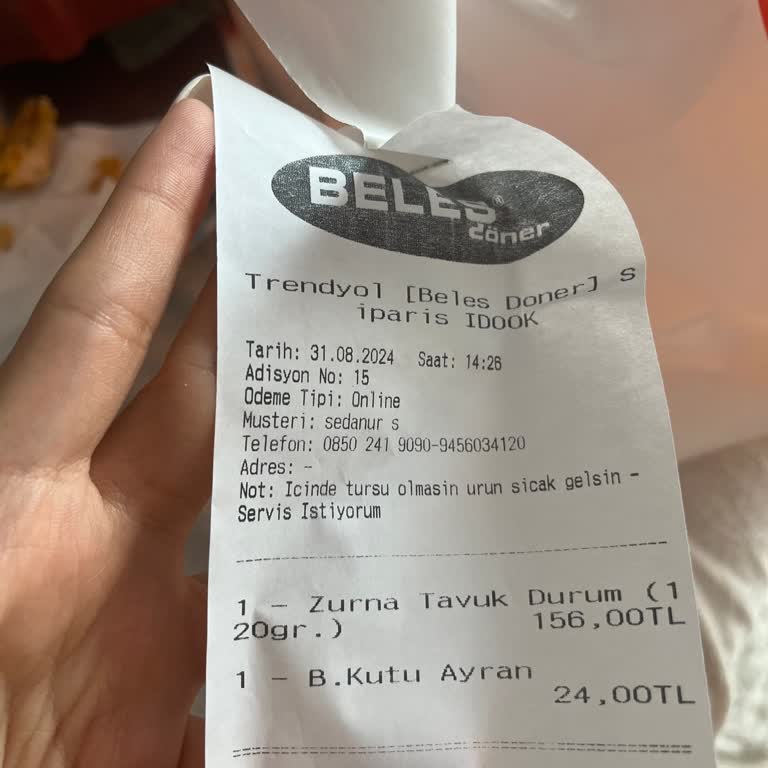 BELES®
döner
Trendyol [Beles Doner] S
iparis IDOOK
Tarih: 31.08.2024 Saat: 14:26
Adisyon No: 15
Odeme Tipi: Online
Musteri: sedanur s
Telefon: 0850 241 9090-9456034120
Adres: -
Not: Icinde tursu olmasin urun sicak gelsin -
Servis Istiyorum
1 - Zurna Tavuk Durum (1
20gr.) 156,00TL
1 - B.Kutu Ayran
24,00TL